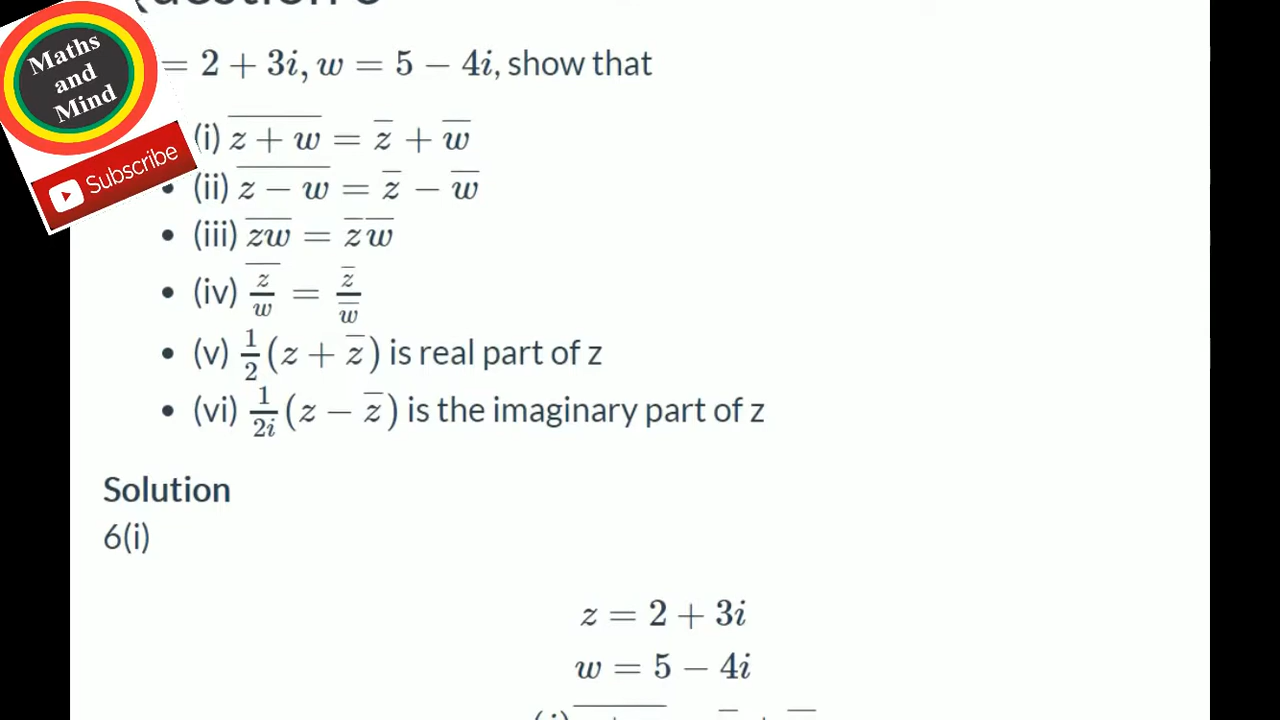 Maths
and
Mind
Subscribe
= 2 + 3i, w = 5 − 4i, show that
(i) \overline{z + w} = \overline{z} + \overline{w}
• (ii) \overline{z − w} = \overline{z} − \overline{w}
• (iii) \overline{zw} = \overline{z}\,\overline{w}
• (iv) \overline{\frac{z}{w}} = \frac{\overline{z}}{\overline{w}}
• (v) \frac{1}{2}(z + \overline{z}) is real part of z
• (vi) \frac{1}{2i}(z − \overline{z}) is the imaginary part of z
Solution
6(i)
z = 2 + 3i
w = 5 − 4i